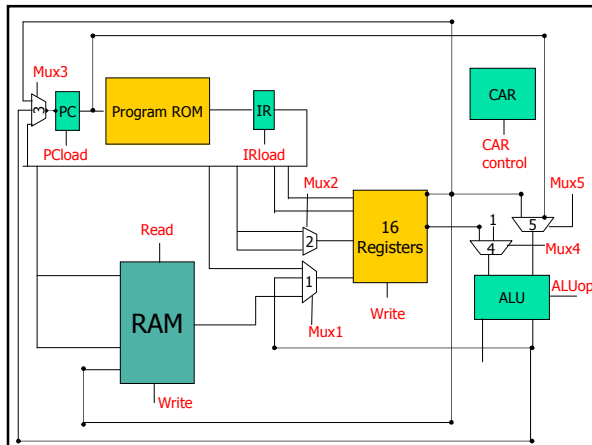 Mux3
3
PC
Program ROM
IR
CAR
PCload
IRload
CAR
control
Mux5
Mux2
16
Registers
1
5
2
4
Mux4
Read
1
ALU
ALUop
RAM
Mux1
Write
Write